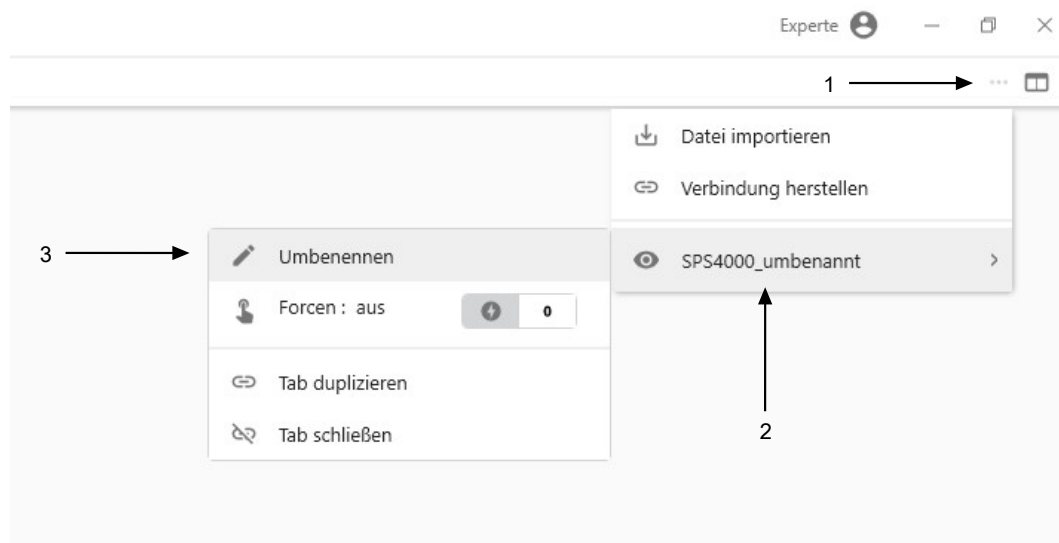 Experte
1
Datei importieren
Verbindung herstellen
3
Umbenennen
SPS4000_umbenannt
Forcen : aus
0
Tab duplizieren
Tab schließen
2